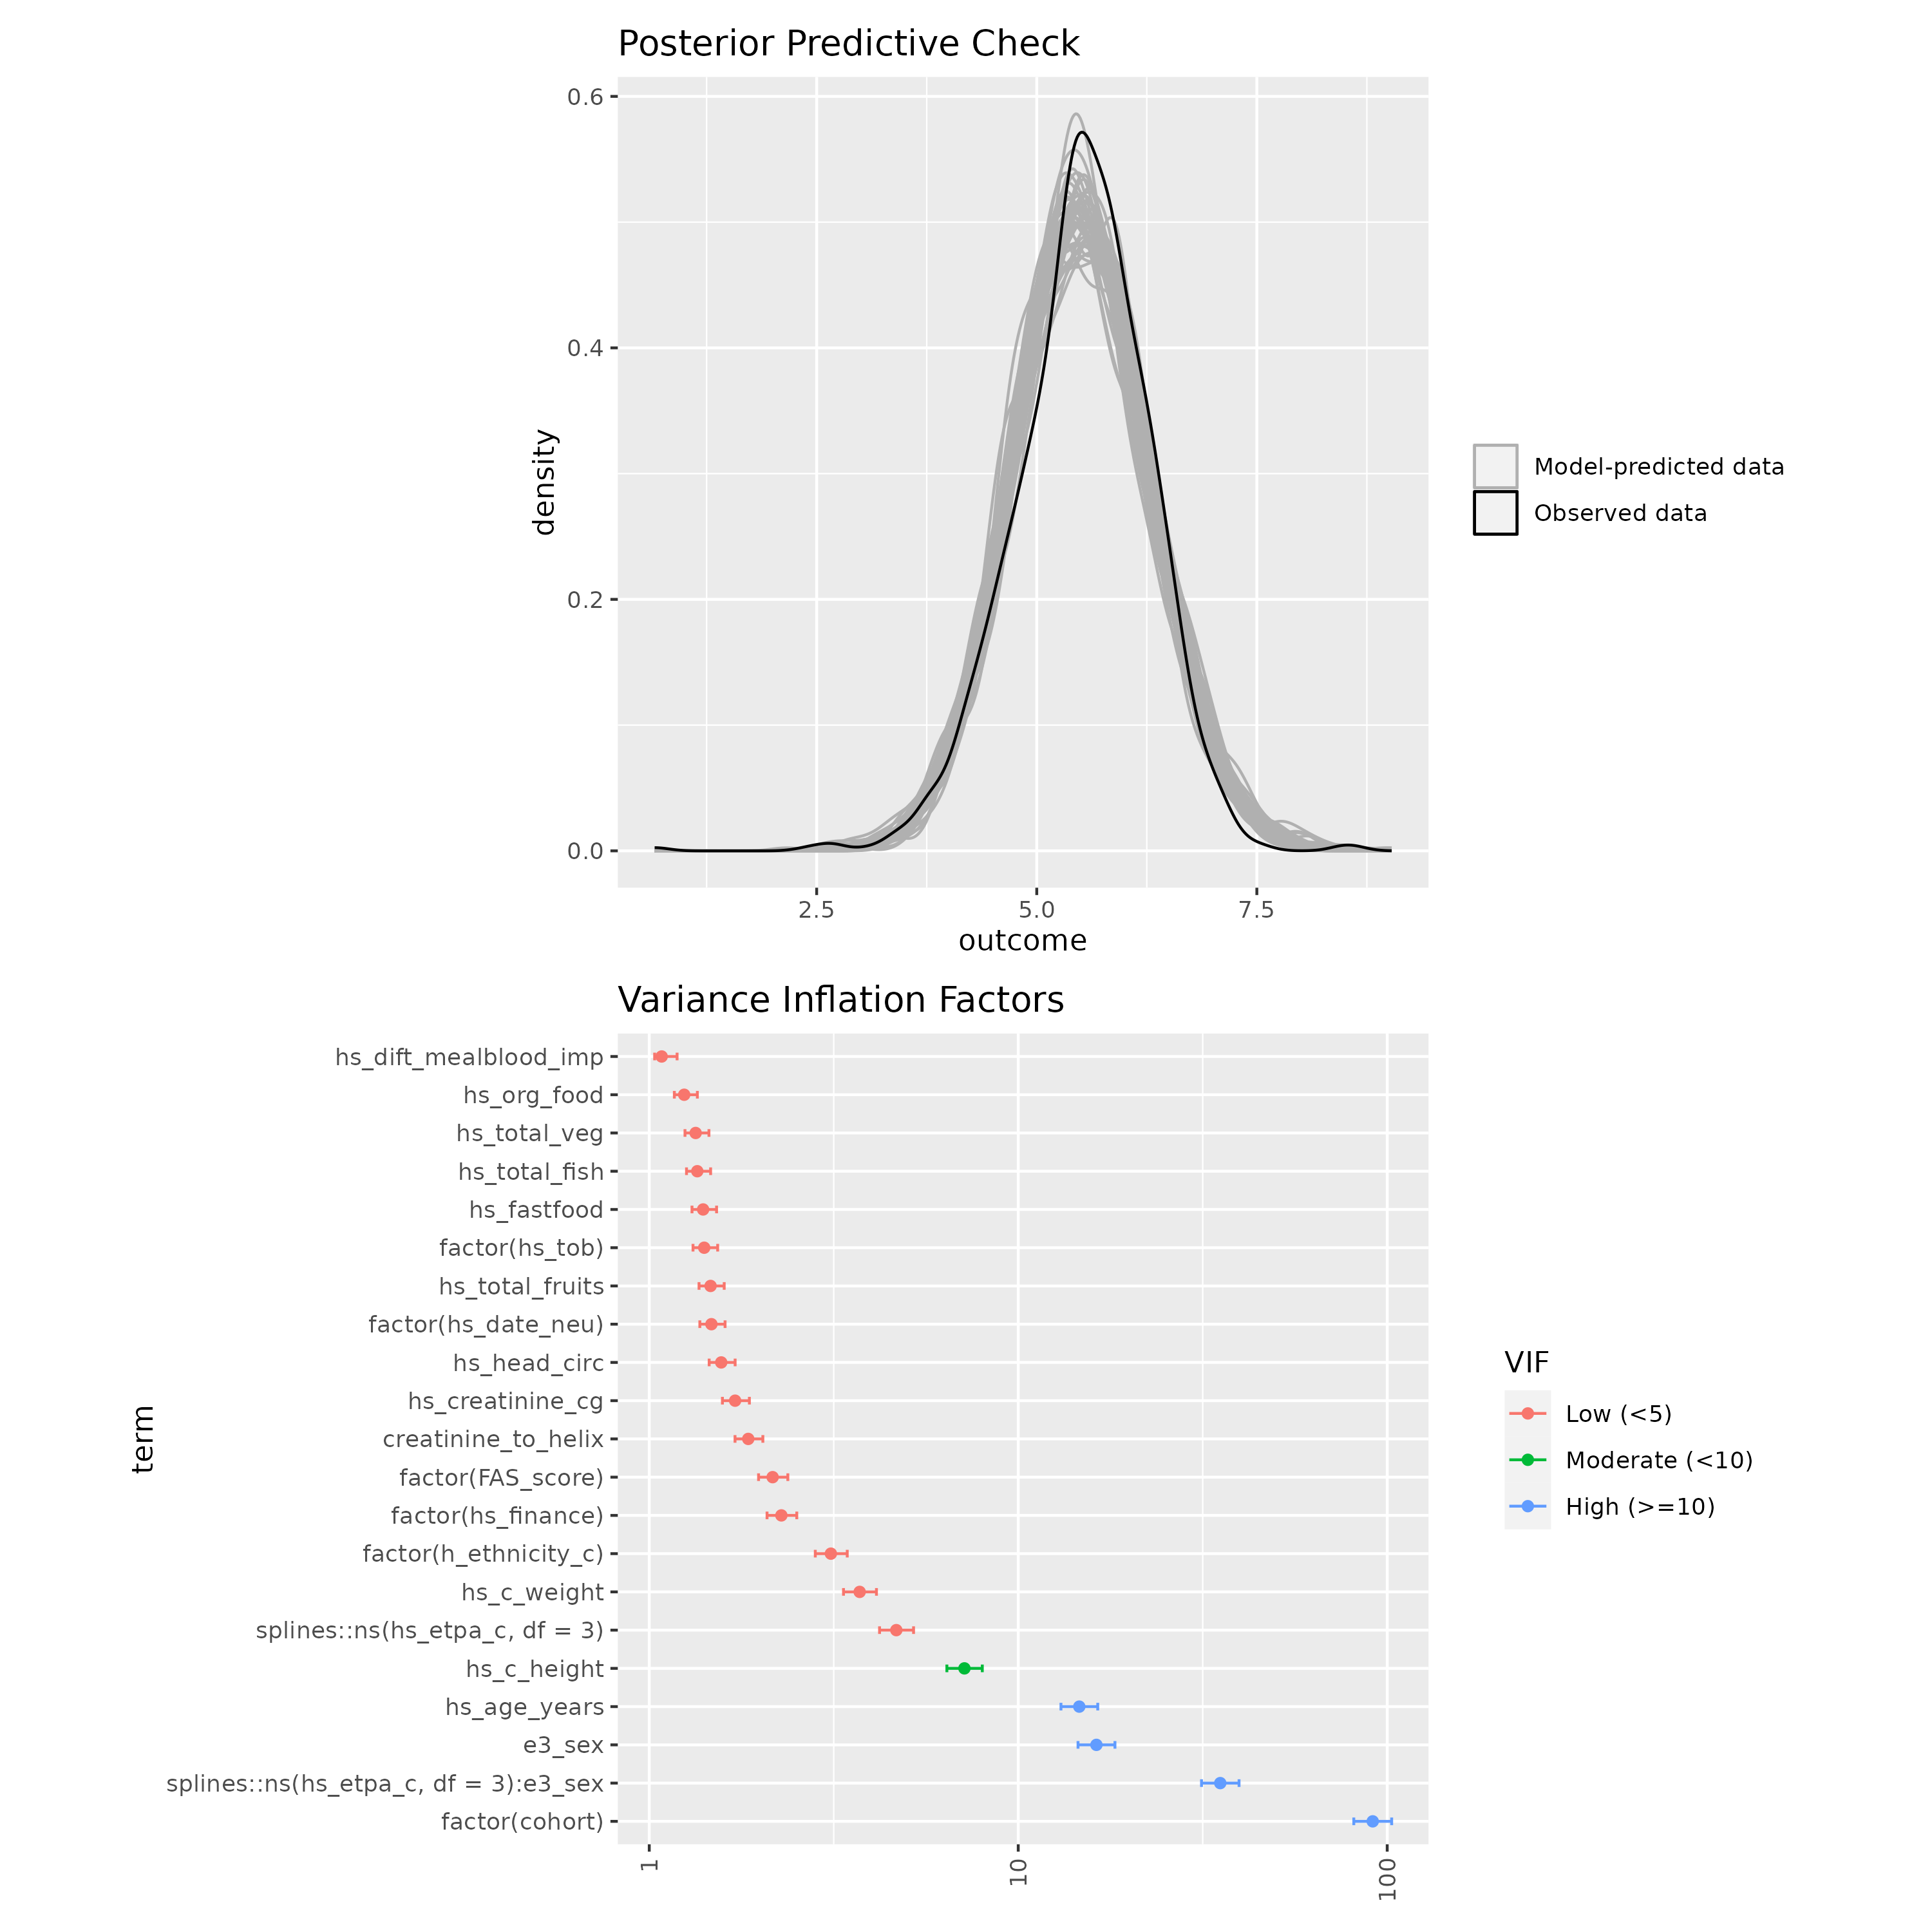 Posterior Predictive Check
0.6
0.4
0.2
0.0
density
2.5 5.0 7.5
outcome
Model-predicted data
Observed data
Variance Inflation Factors
term
hs_dift_mealblood_imp
hs_org_food
hs_total_veg
hs_total_fish
hs_fastfood
factor(hs_tob)
hs_total_fruits
factor(hs_date_neu)
hs_head_circ
hs_creatinine_cg
creatinine_to_helix
factor(FAS_score)
factor(hs_finance)
factor(h_ethnicity_c)
hs_c_weight
splines::ns(hs_etpa_c, df = 3)
hs_c_height
hs_age_years
e3_sex
splines::ns(hs_etpa_c, df = 3):e3_sex
factor(cohort)
1 10 100
VIF
Low (<5)
Moderate (<10)
High (>=10)